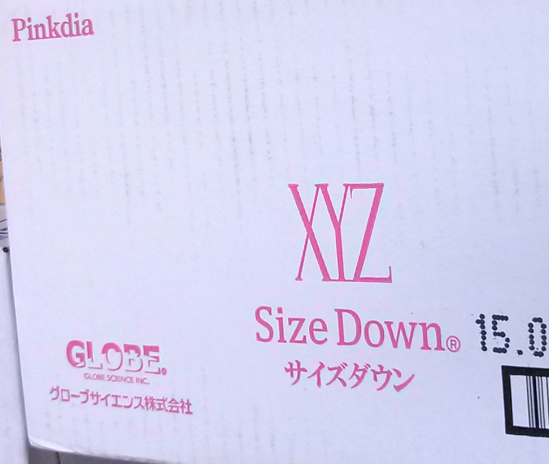 Pinkdia
XYZ
Size Down® 15.0
サイズダウン
GLOBE®
GLOBE SCIENCE INC.
グローブサイエンス株式会社